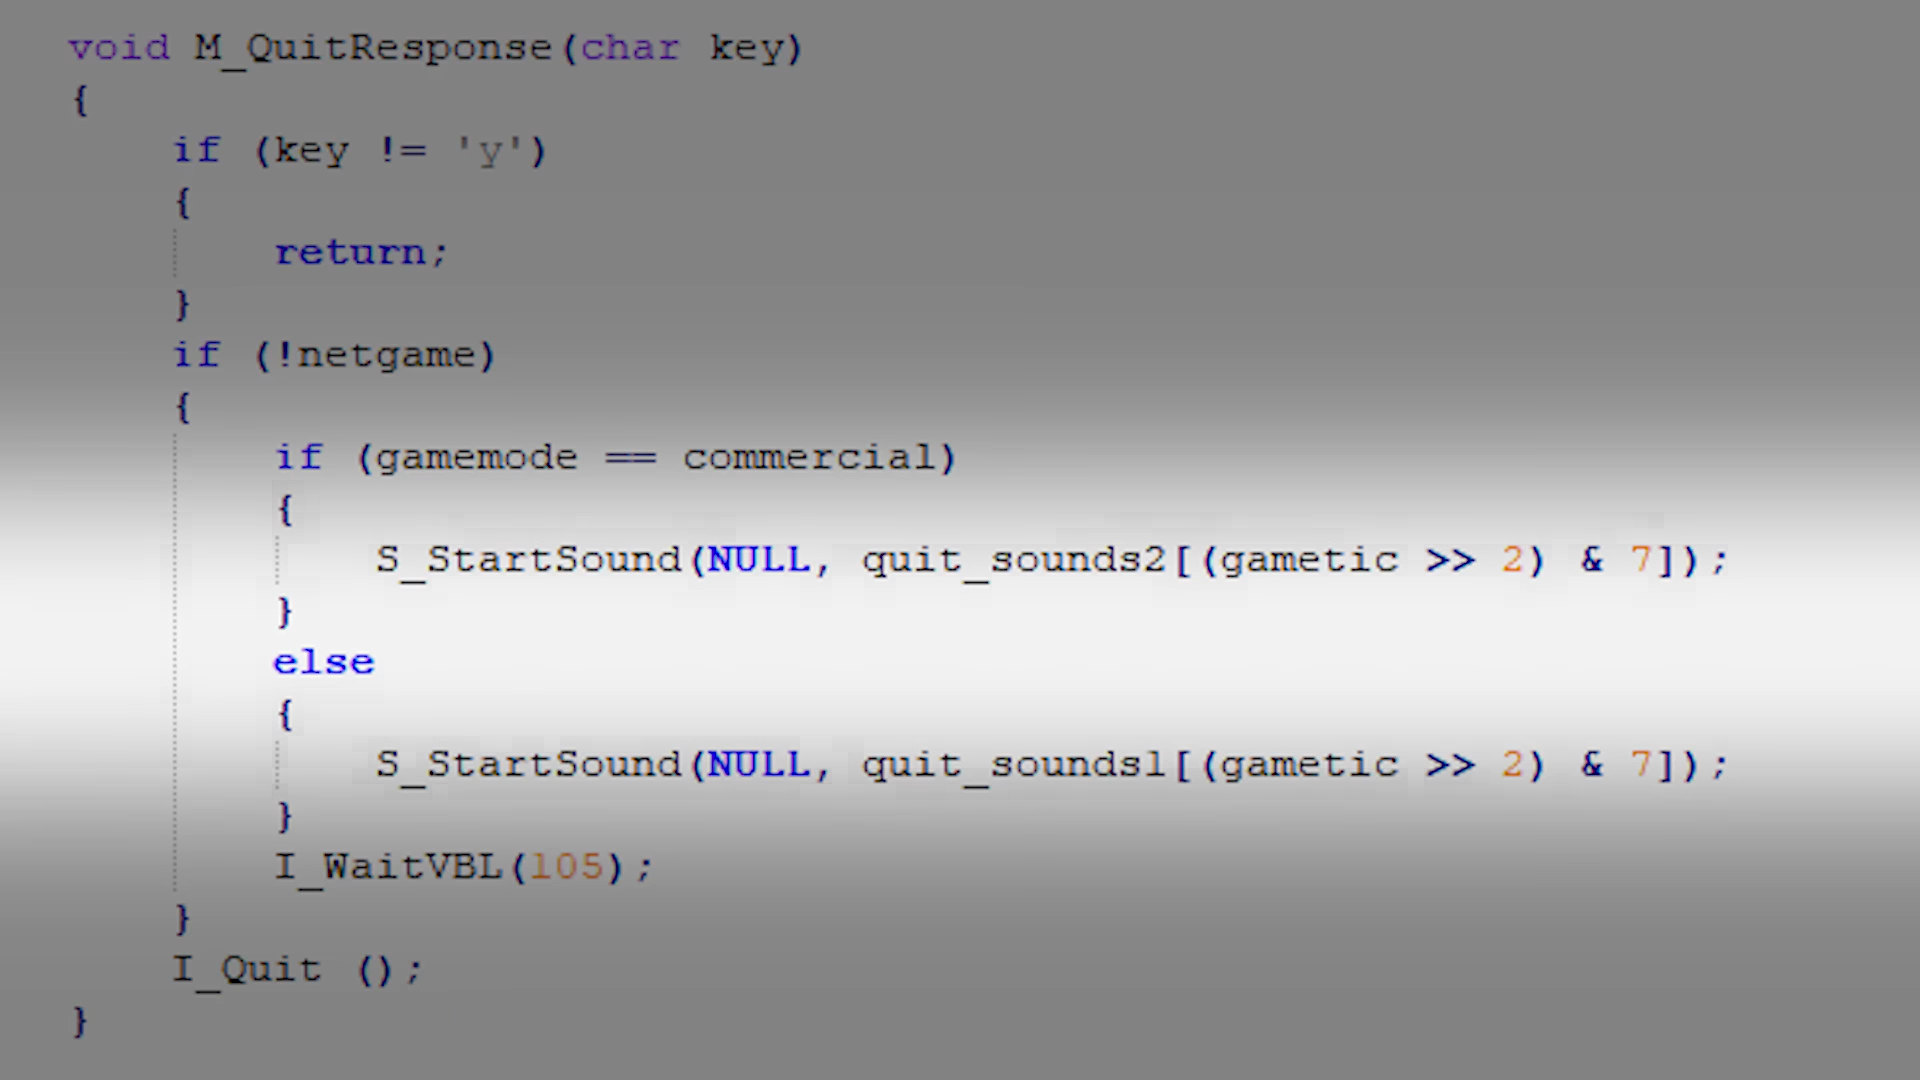 void M_QuitResponse(char key)
{
if (key != 'y')
{
return;
}
if (!netgame)
{
if (gamemode == commercial)
{
S_StartSound(NULL, quit_sounds2[(gametic >> 2) & 7]);
}
else
{
S_StartSound(NULL, quit_sounds1[(gametic >> 2) & 7]);
}
I_WaitVBL(105);
}
I_Quit ();
}